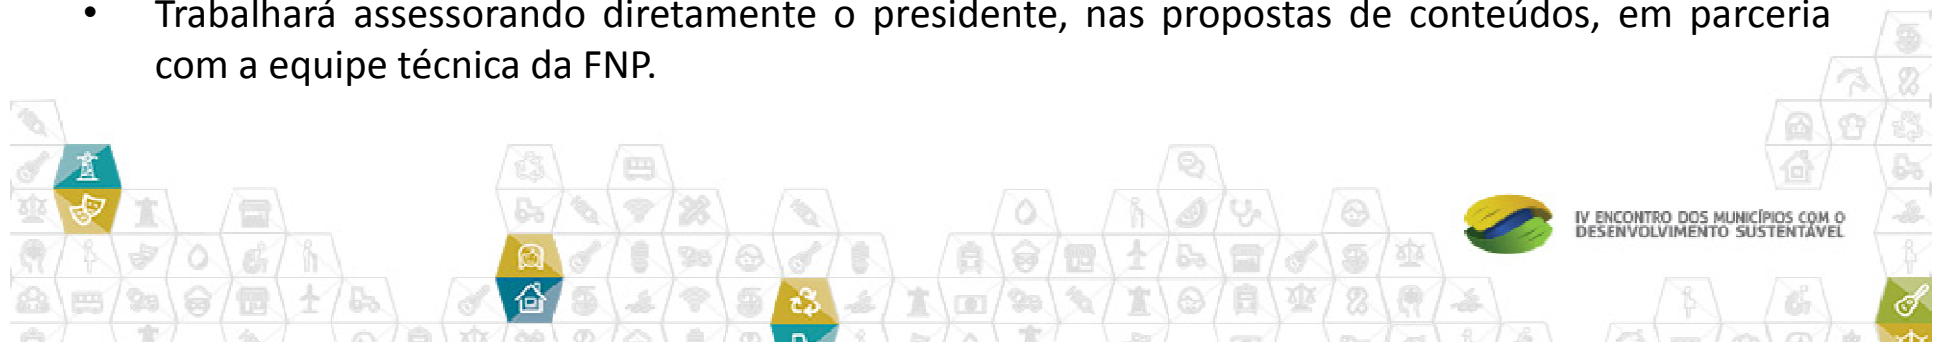 • Trabalhará assessorando diretamente o presidente, nas propostas de conteúdos, em parceria
com a equipe técnica da FNP.
IV ENCONTRO DOS MUNICÍPIOS COM O
DESENVOLVIMENTO SUSTENTÁVEL